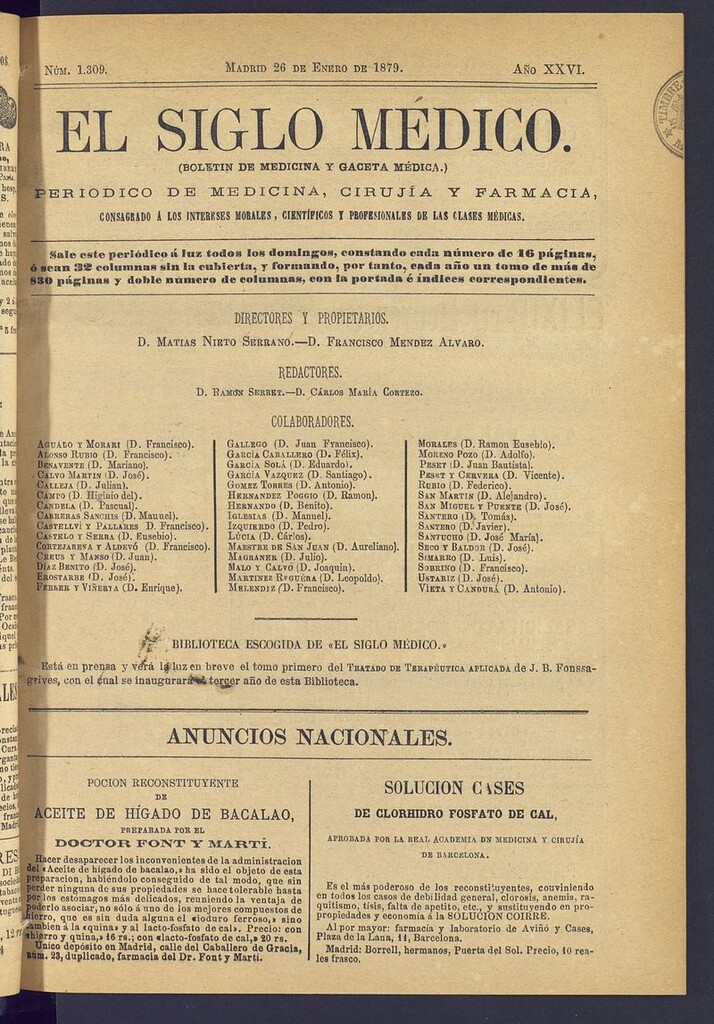 Núm. 1.309.
Madrid 26 de Enero de 1879.
Año XXVI.
EL SIGLO MÉDICO.
(BOLETIN DE MEDICINA Y GACETA MÉDICA.)
PERIODICO DE MEDICINA, CIRUJÍA Y FARMACIA,
CONSAGRADO Á LOS INTERESES MORALES, CIENTÍFICOS Y PROFESIONALES DE LAS CLASES MÉDICAS.
Sale este periódico á luz todos los domingos, constando cada número de 16 páginas,
ó sean 32 columnas sin la cubierta, y formando, por tanto, cada año un tomo de más de
830 páginas y doble número de columnas, con la portada é índices correspondientes.
DIRECTORES Y PROPIETARIOS.
D. Matias Nieto Serrano.—D. Francisco Mendez Alvaro.
REDACTORES.
D. Ramón Serret.—D. Cárlos María Cortezo.
COLABORADORES.
Aguado y Morari (D. Francisco).
Alonso Rubio (D. Francisco).
Benavente (D. Mariano).
Calvo Martin (D. José).
Calleja (D. Julian).
Campo (D. Higinio del).
Candela (D. Pascual).
Carreras Sanchis (D. Manuel).
Castellví y Pallares D. Francisco).
Castelo y Serra (D. Eusebio).
Cortejarena y Aldevó (D. Francisco).
Creus y Manso (D. Juan).
Diaz Benito (D. José).
Erostarbe (D. José).
Ferrer y Viñerta (D. Enrique).
Gallego (D. Juan Francisco).
García Caballero (D. Félix).
García Solá (D. Eduardo).
García Vazquez (D. Santiago).
Gomez Torres (D. Antonio).
Hernandez Poggio (D. Ramon).
Hernando (D. Benito).
Iglesias (D. Manuel).
Izquierdo (D. Pedro).
Lúcia (D. Cárlos).
Maestre de San Juan (D. Aureliano).
Magraner (D. Julio).
Malo y Calvo (D. Joaquin).
Martinez Reguéra (D. Leopoldo).
Melendiz (D. Francisco).
Morales (D. Ramon Eusebio).
Moreno Pozo (D. Adolfo).
Peset (D. Juan Bautista).
Peset y Cervera (D. Vicente).
Rubio (D. Federico).
San Martin (D. Alejandro).
San Miguel y Puente (D. José).
Santero (D. Tomás).
Santero (D. Javier).
Santucho (D. José María).
Seco y Baldor (D. José).
Simarro (D. Luis).
Sobrino (D. Francisco).
Ustariz (D. José).
Vieta y Gandurá (D. Antonio).
BIBLIOTECA ESCOGIDA DE «EL SIGLO MÉDICO.»
Está en prensa y verá la luz en breve el tomo primero del Tratado de Terapéutica aplicada de J. B. Fonssa-
grives, con el cual se inaugurará el tercer año de esta Biblioteca.
ANUNCIOS NACIONALES.
POCION RECONSTITUYENTE
DE
ACEITE DE HÍGADO DE BACALAO,
PREPARADA POR EL
DOCTOR FONT Y MARTÍ.
Hacer desaparecer los inconvenientes de la administracion
del «Aceite de hígado de bacalao,» ha sido el objeto de esta
preparacion, habiéndolo conseguido de tal modo, que sin
perder ninguna de sus propiedades se hace tolerable hasta
por los estómagos más delicados, reuniendo la ventaja de
poderlo asociar, no sólo á uno de los mejores compuestos de
hierro, que es sin duda alguna el «ioduro ferroso,» sino
tambien á la «quina» y al lacto-fosfato de cal». Precio: con
«hierro y quina,» 16 rs.; con «lacto-fosfato de cal,» 20 rs.
Unico depósito en Madrid, calle del Caballero de Gracia,
núm. 23, duplicado, farmacia del Dr. Font y Martí.
SOLUCION CASES
DE CLORHIDRO FOSFATO DE CAL,
APROBADA POR LA REAL ACADEMIA DN MEDICINA Y CIRUJÍA
DE BARCELONA.
Es el más poderoso de los reconstituyentes, conviniendo
en todos los casos de debilidad general, clorosis, anemia, ra-
quitismo, tísis, falta de apetito, etc., y sustituyendo en pro-
propiedades y economía á la SOLUCION COIRRE.
Al por mayor: farmacia y laboratorio de Aviñó y Cases,
Plaza de la Lana, 11, Barcelona.
Madrid: Borrell, hermanos, Puerta del Sol. Precio, 10 rea-
les frasco.